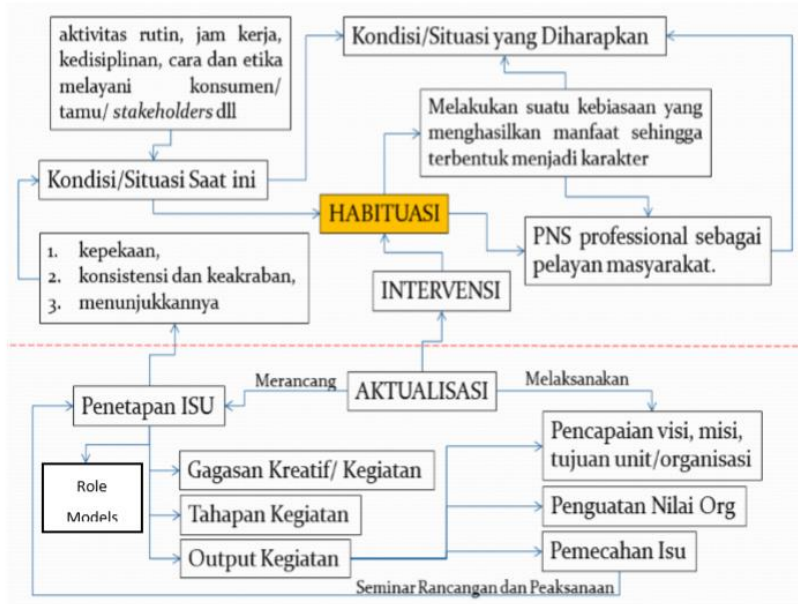 aktivitas rutin, jam kerja,
kedisiplinan, cara dan etika
melayani konsumen/
tamu/ stakeholders dll
Kondisi/Situasi yang Diharapkan
Melakukan suatu kebiasaan yang
menghasilkan manfaat sehingga
terbentuk menjadi karakter
Kondisi/Situasi Saat ini
HABITUASI
PNS professional sebagai
pelayan masyarakat.
1. kepekaan,
2. konsistensi dan keakraban,
3. menunjukkannya
INTERVENSI
Merancang
AKTUALISASI
Melaksanakan
Penetapan ISU
Pencapaian visi, misi,
tujuan unit/organisasi
Role
Models
Gagasan Kreatif/ Kegiatan
Tahapan Kegiatan
Penguatan Nilai Org
Output Kegiatan
Pemecahan Isu
Seminar Rancangan dan Peaksanaan